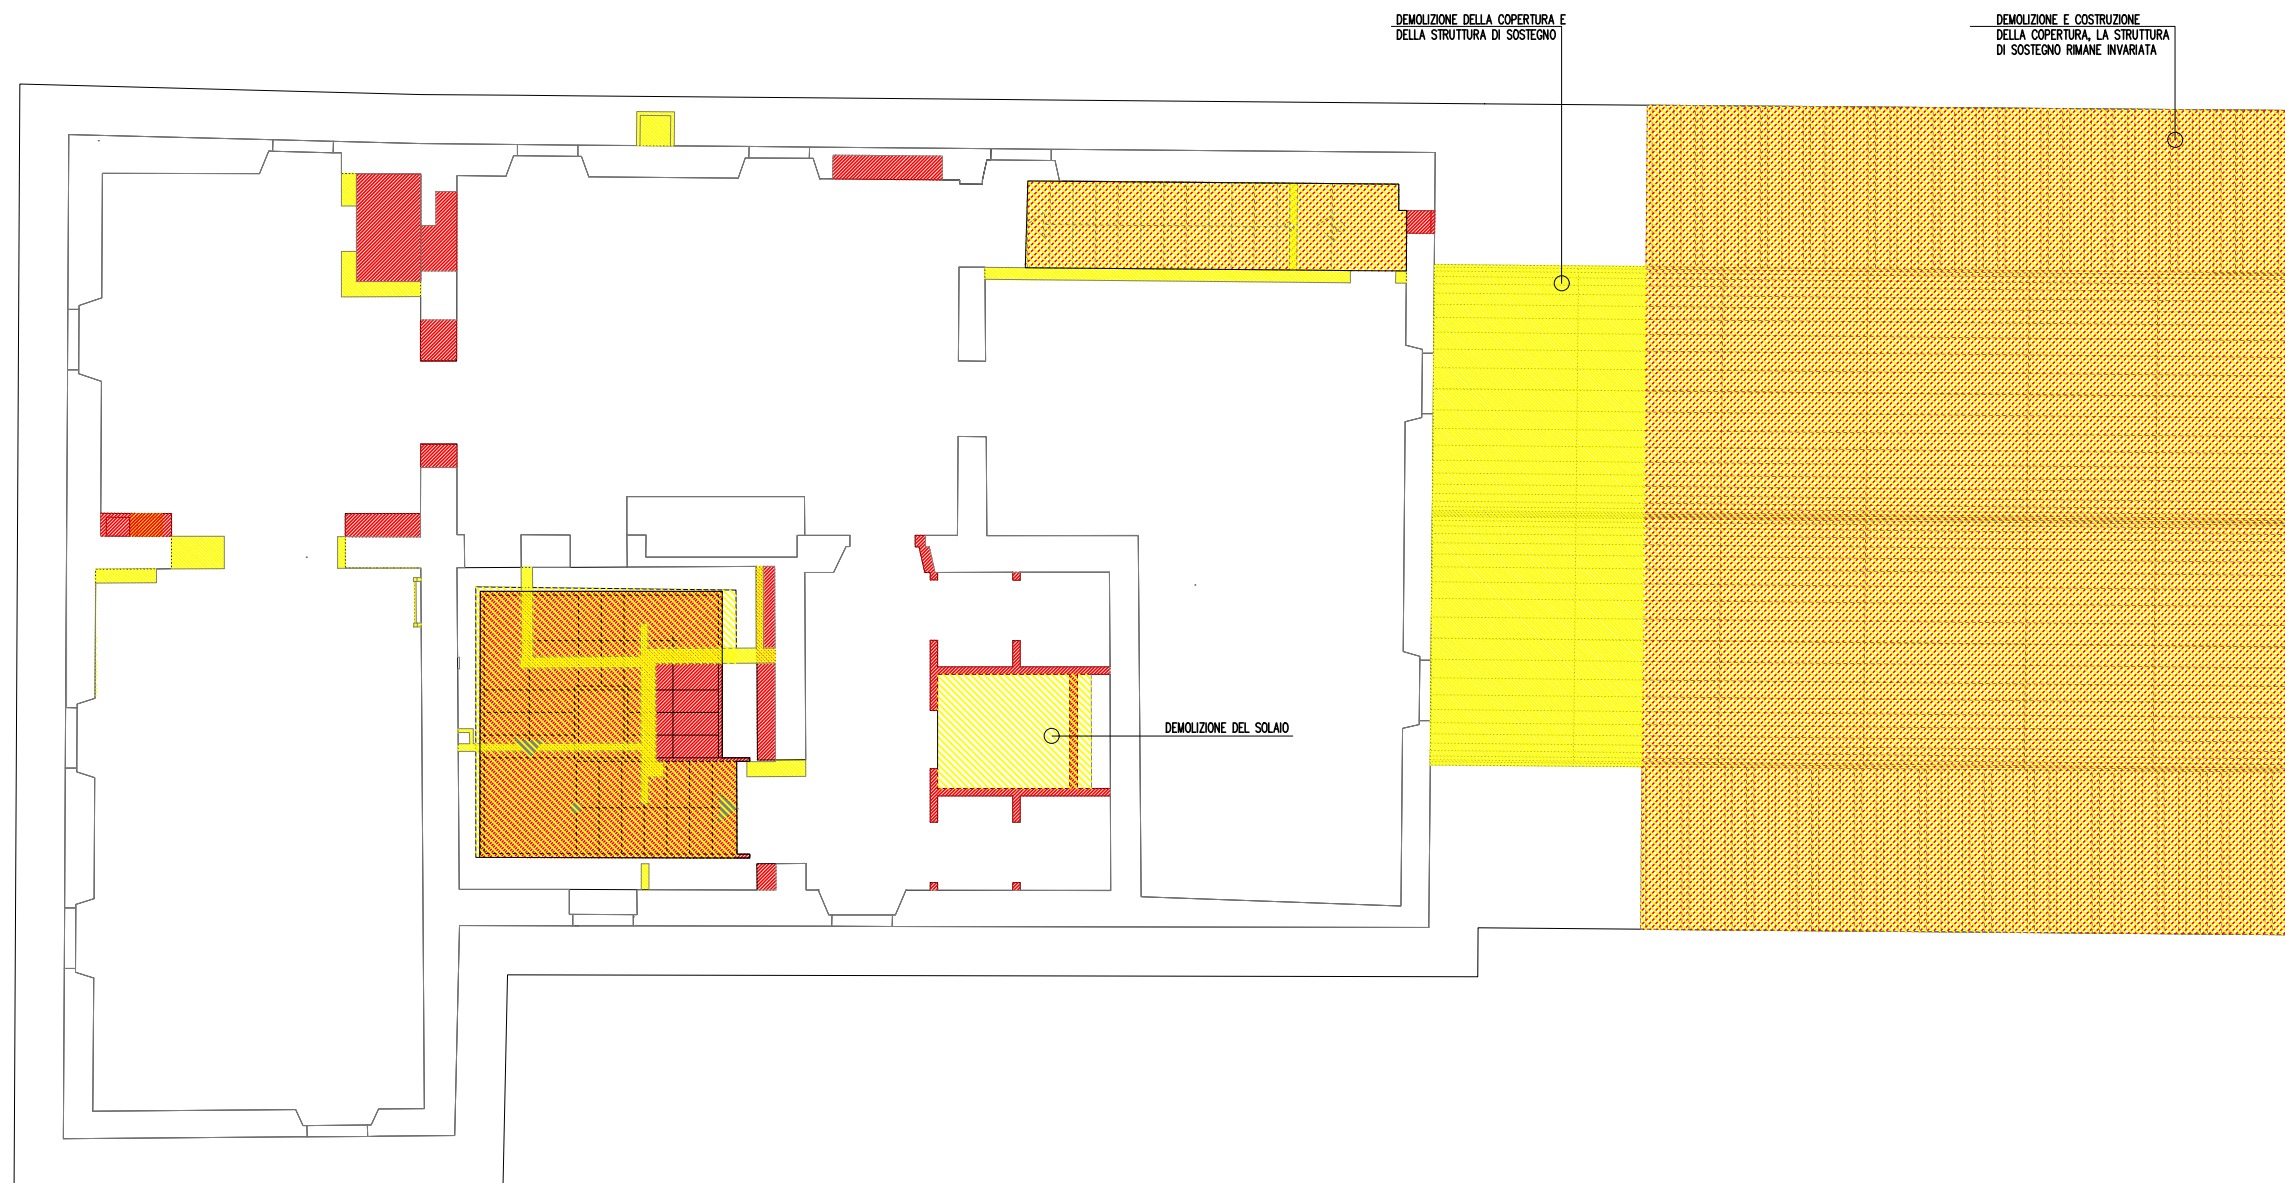 DEMOLIZIONE DELLA COPERTURA E
DELLA STRUTTURA DI SOSTEGNO
DEMOLIZIONE E COSTRUZIONE
DELLA COPERTURA, LA STRUTTURA
DI SOSTEGNO RIMANE INVARIATA
DEMOLIZIONE DEL SOLAIO